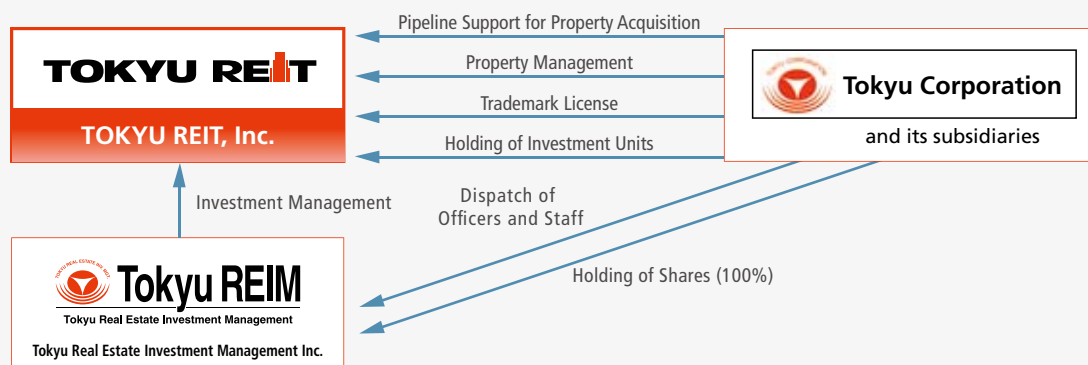 Pipeline Support for Property Acquisition
TOKYU REIT
TOKYU REIT, Inc.
Property Management
Trademark License
Holding of Investment Units
Tokyu Corporation
and its subsidiaries
Investment Management
Dispatch of
Officers and Staff
Holding of Shares (100%)
Tokyu REIM
Tokyu Real Estate Investment Management
Tokyu Real Estate Investment Management Inc.